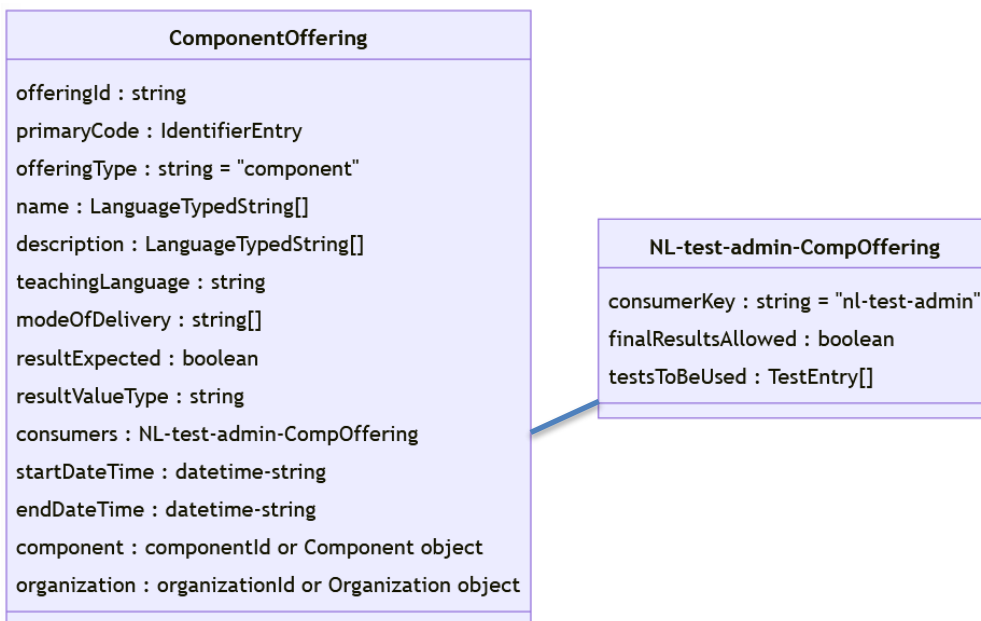 ComponentOffering
offeringId : string
primaryCode : IdentifierEntry
offeringType : string = "component"
name : LanguageTypedString[]
description : LanguageTypedString[]
teachingLanguage : string
modeOfDelivery : string[]
resultExpected : boolean
resultValueType : string
consumers : NL-test-admin-CompOffering
startDateTime : datetime-string
endDateTime : datetime-string
component : componentId or Component object
organization : organizationId or Organization object
NL-test-admin-CompOffering
consumerKey : string = "nl-test-admin"
finalResultsAllowed : boolean
testsToBeUsed : TestEntry[]